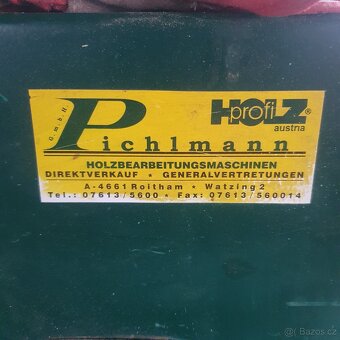 G.m.b.H. Pichlmann
HOLZ profi®
austria
HOLZBEARBEITUNGSMASCHINEN
DIREKTVERKAUF ★ GENERALVERTRETUNGEN
A-4661 Roitham ★ Watzing 2
Tel.: 07613/5600 ★ Fax: 07613/560014
Bazos.cz